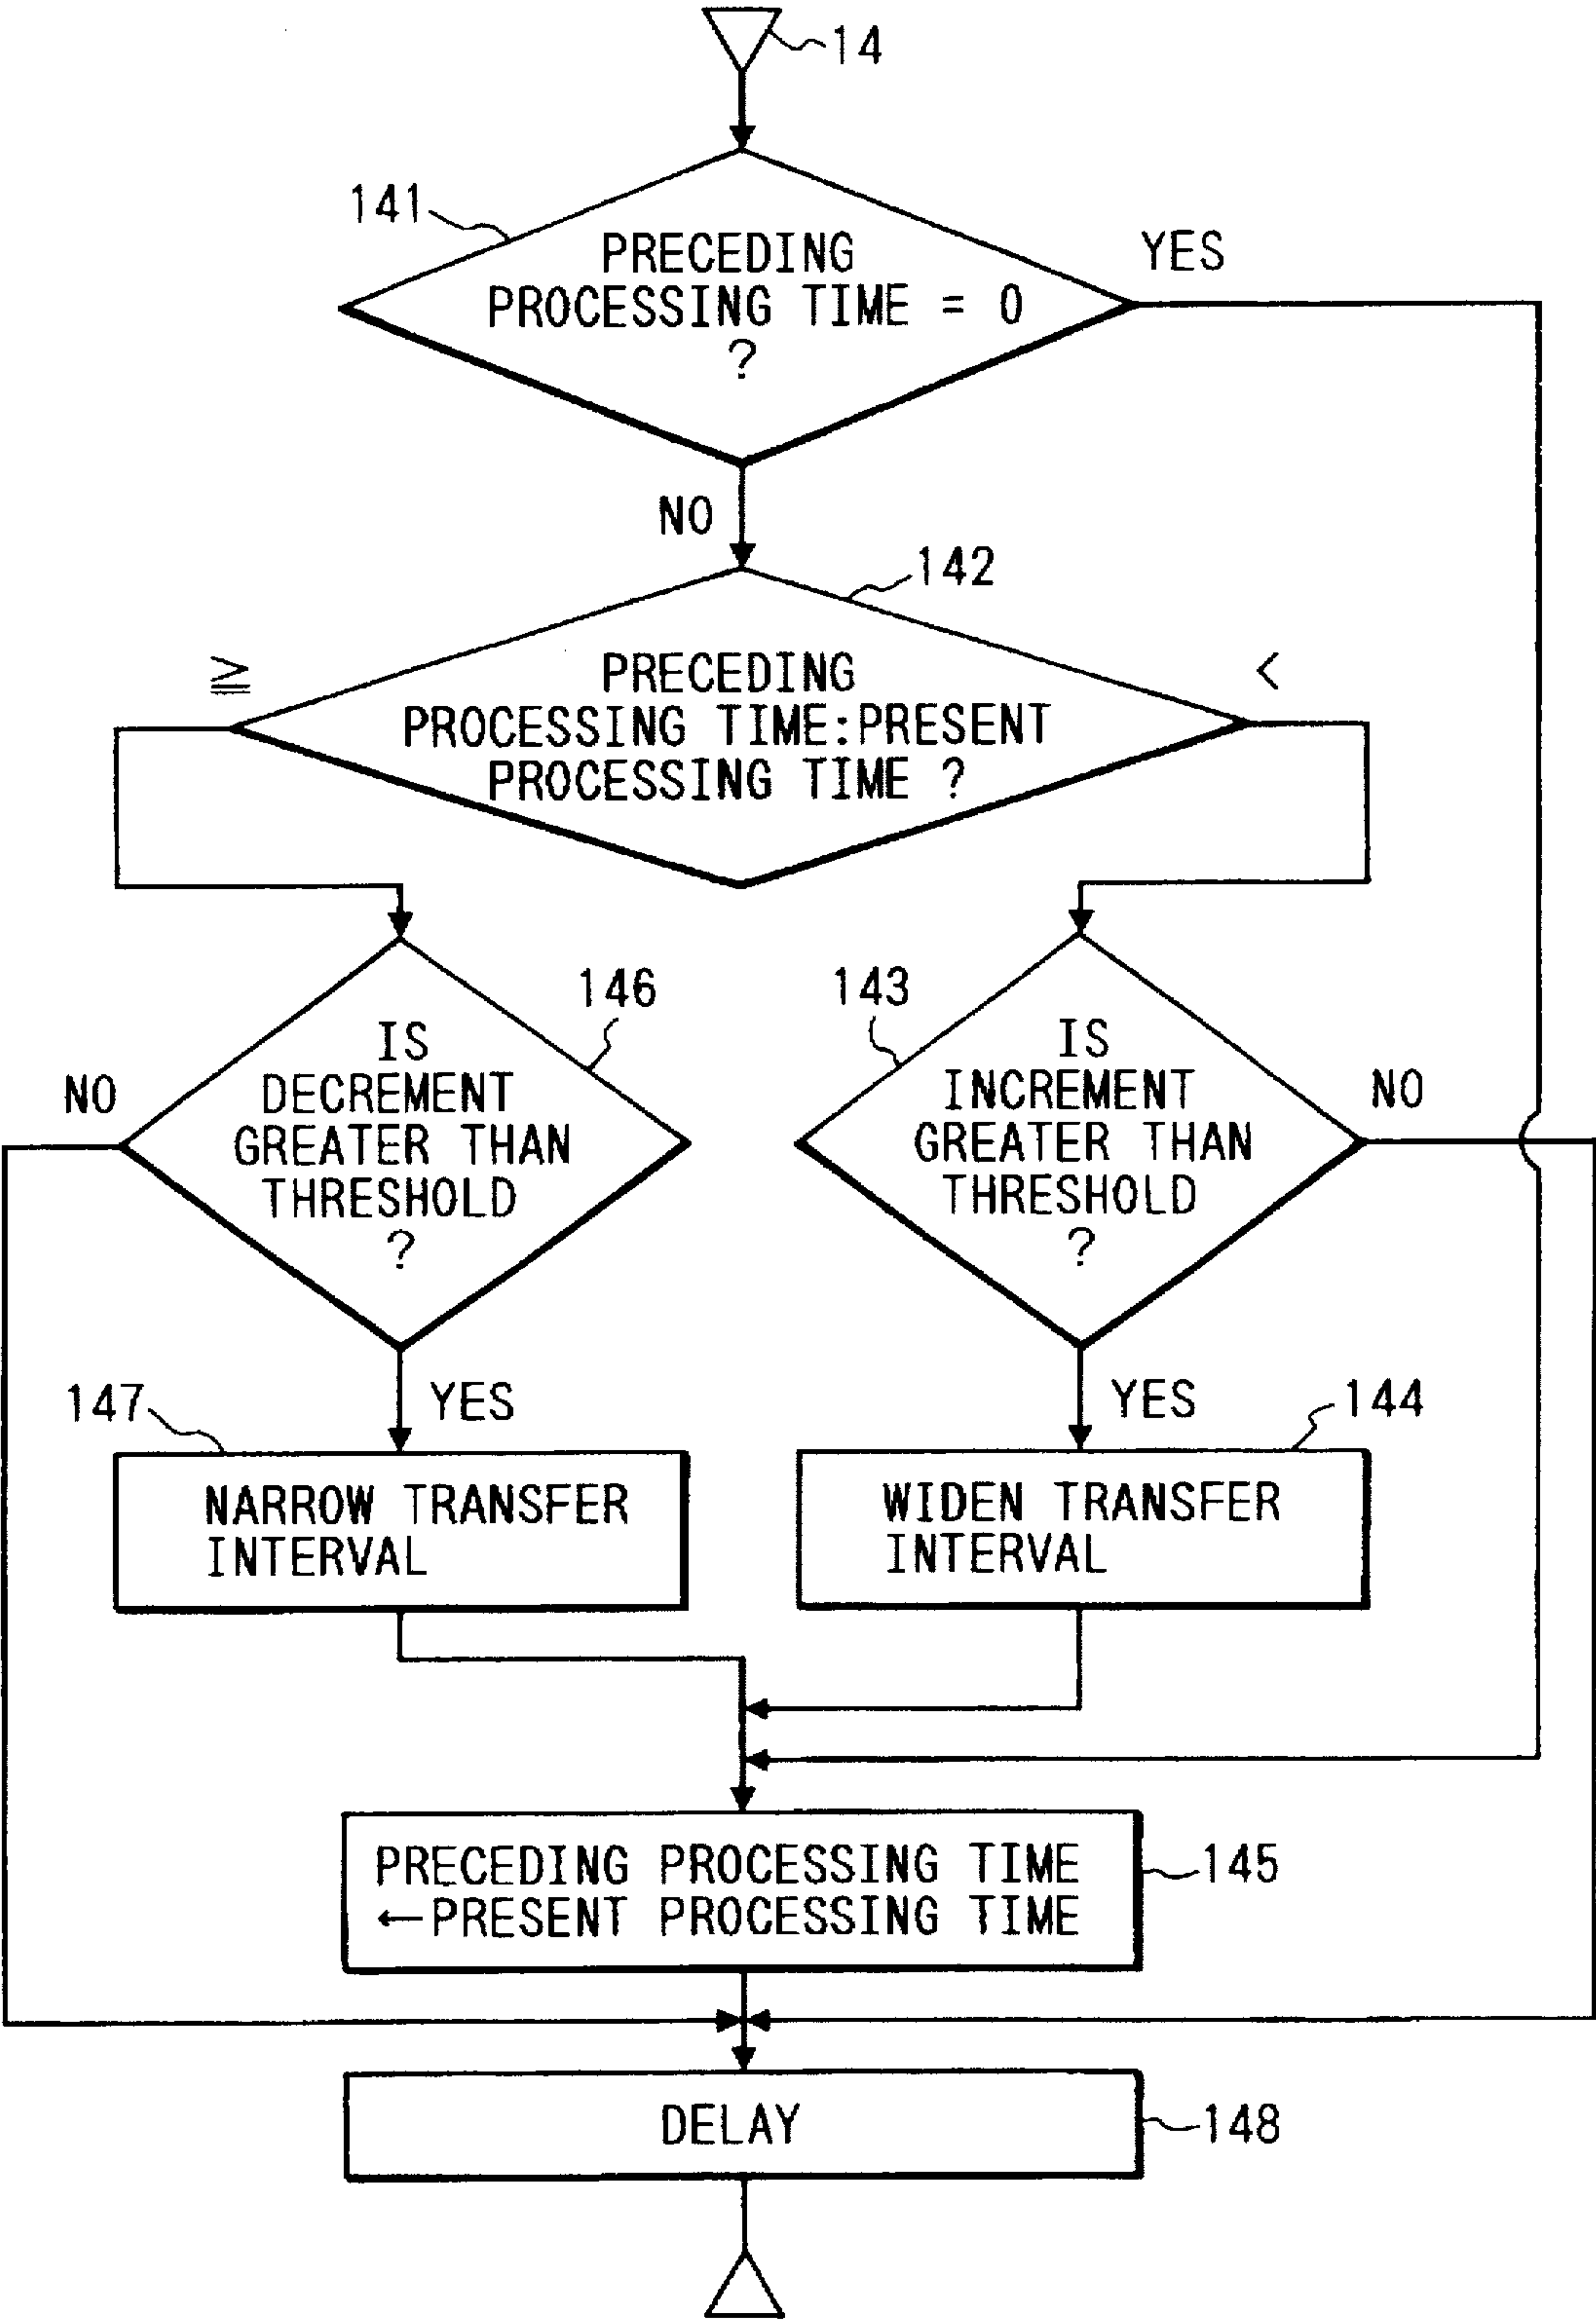 14
141
PRECEDING
PROCESSING TIME = 0
?
YES
NO
142
≧
PRECEDING
PROCESSING TIME:PRESENT
PROCESSING TIME ?
<
146
IS
DECREMENT
GREATER THAN
THRESHOLD
?
NO
YES
143
IS
INCREMENT
GREATER THAN
THRESHOLD
?
NO
YES
147
NARROW TRANSFER
INTERVAL
144
WIDEN TRANSFER
INTERVAL
PRECEDING PROCESSING TIME
←PRESENT PROCESSING TIME
145
DELAY
148